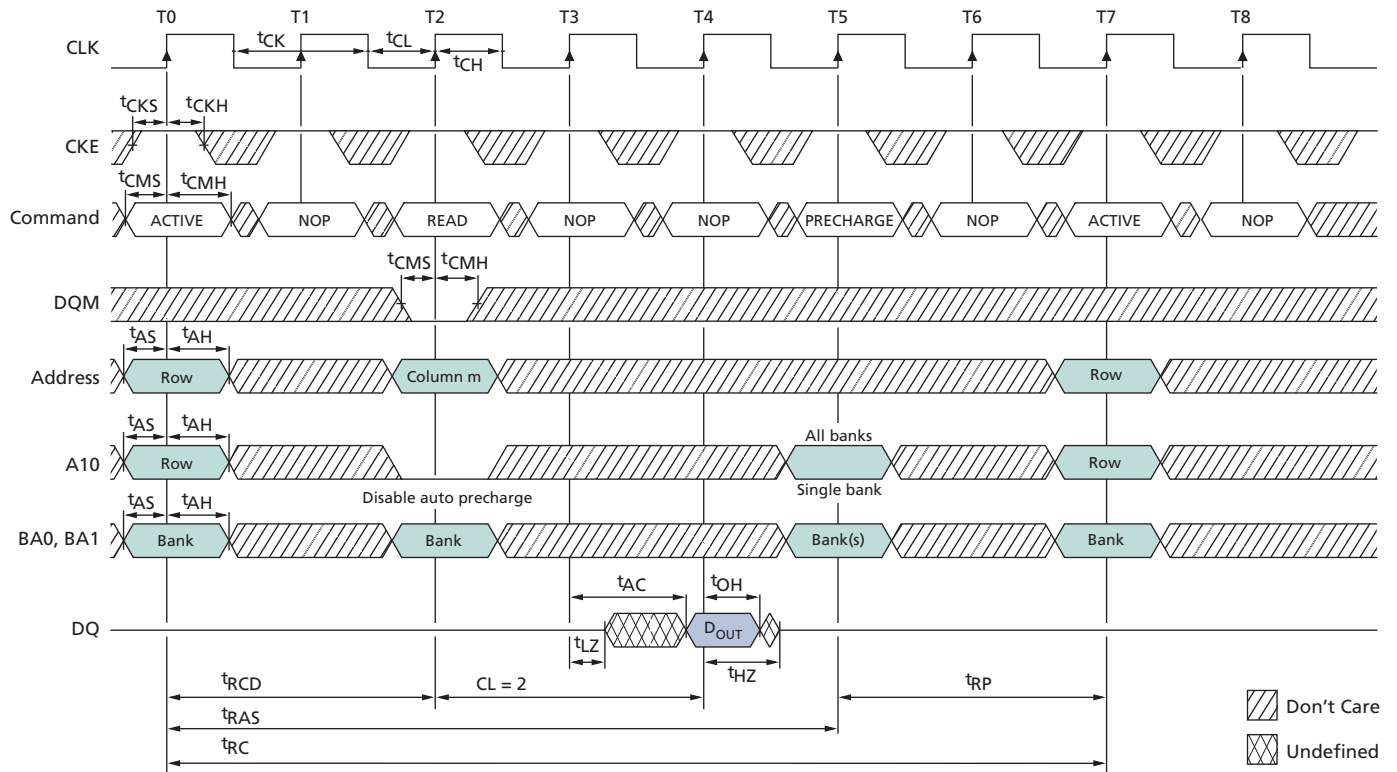 T0 T1 T2 T3 T4 T5 T6 T7 T8
CLK
tCK tCL
tCH
tCKS tCKH
CKE
tCMS tCMH
Command ACTIVE NOP READ NOP NOP PRECHARGE NOP ACTIVE NOP
tCMS tCMH
DQM
tAS tAH
Address Row Column m Row
tAS tAH
All banks
A10 Row Row
Disable auto precharge Single bank
tAS tAH
BA0, BA1 Bank Bank Bank(s) Bank
tAC tOH
DQ DOUT
tLZ tHZ
tRCD CL = 2 tRP
tRAS
tRC
Don't Care
Undefined